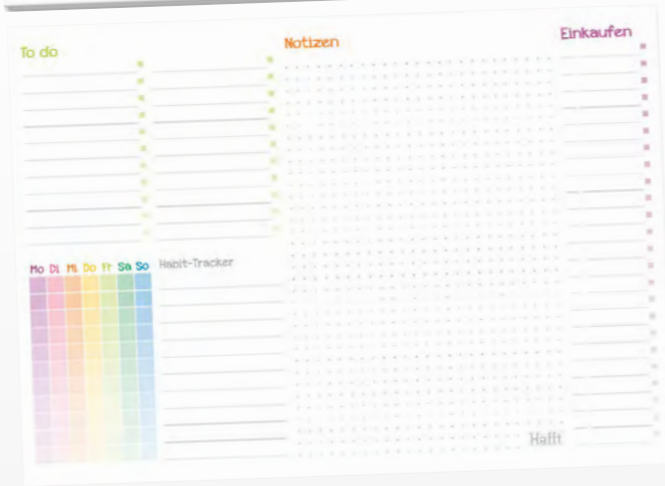 To do
Notizen
Einkaufen
Mo Di Mi Do Fr Sa So
Habit-Tracker
Häfft